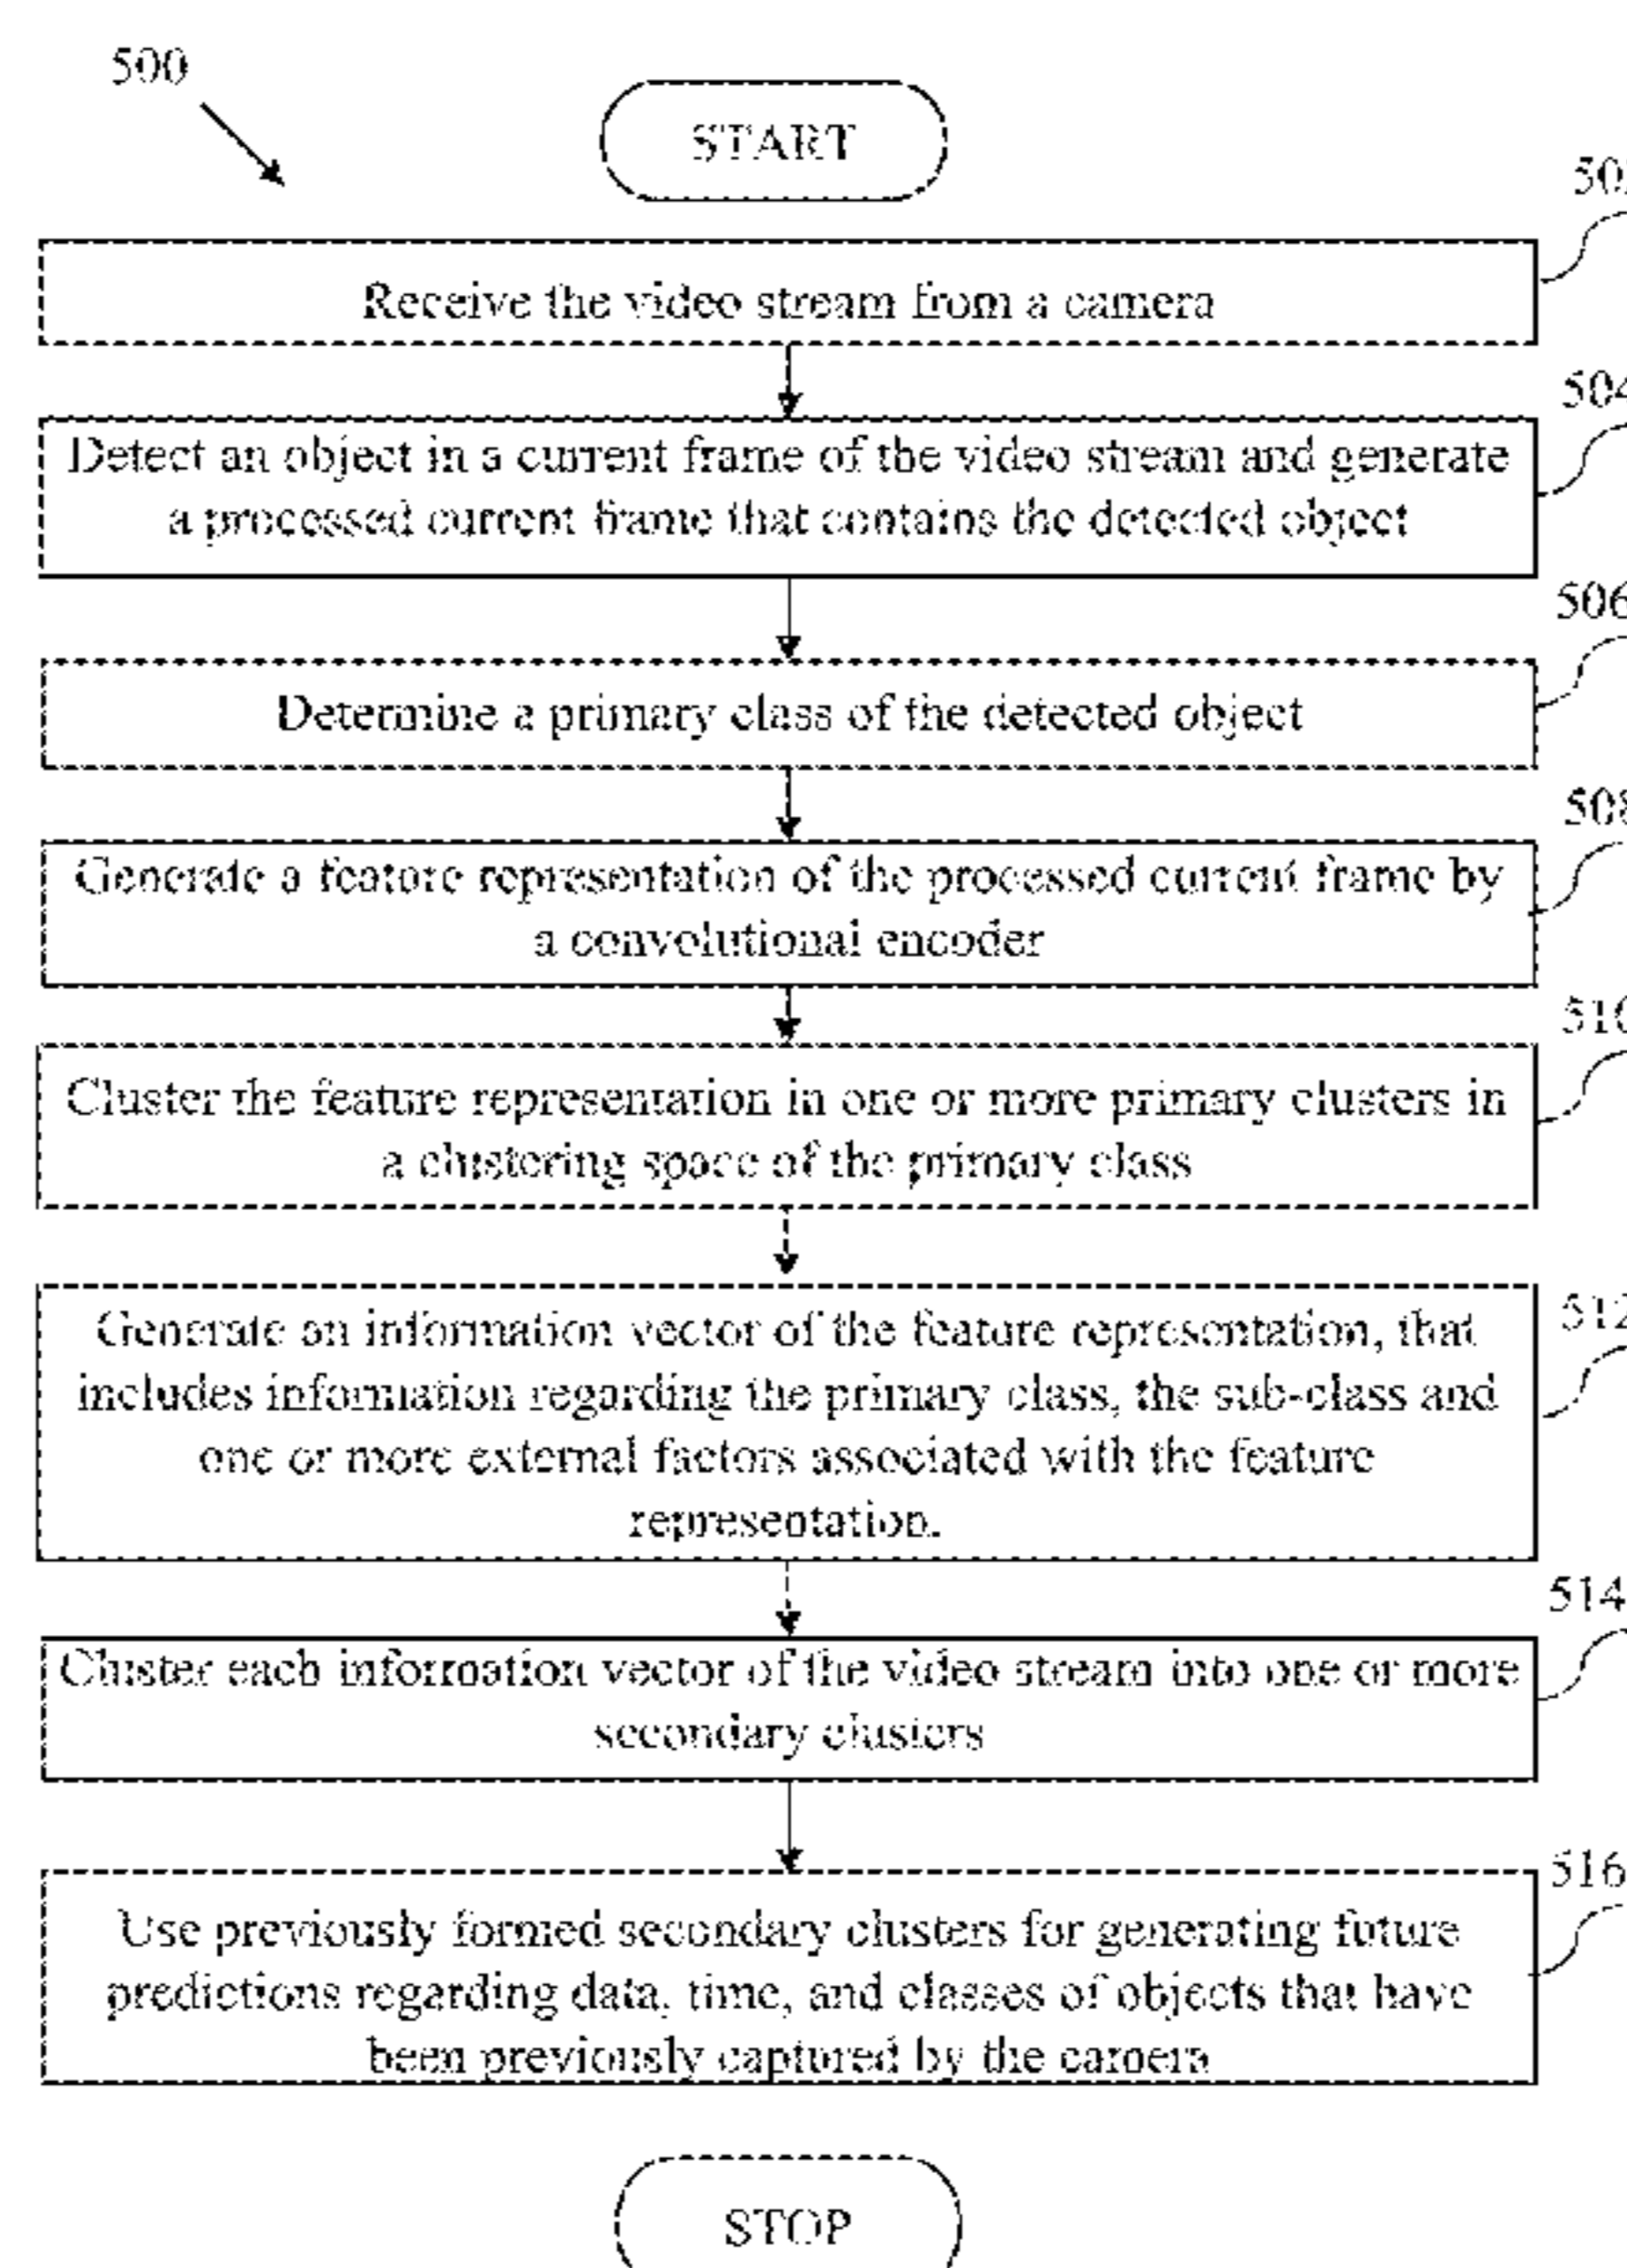 500
START
Receive the video stream from a camera
504
Detect an object in a current frame of the video stream and generate
a processed current frame that contains the detected object
506
Determine a primary class of the detected object
508
Generate a feature representation of the processed current frame by
a convolutional encoder
510
Cluster the feature representation in one or more primary clusters in
a clustering space of the primary class
512
Generate an information vector of the feature representation, that
includes information regarding the primary class, the sub-class and
one or more external factors associated with the feature
representation.
514
Cluster each information vector of the video stream into one or more
secondary clusters
516
Use previously formed secondary clusters for generating future
predictions regarding data, time, and classes of objects that have
been previously captured by the camera
STOP